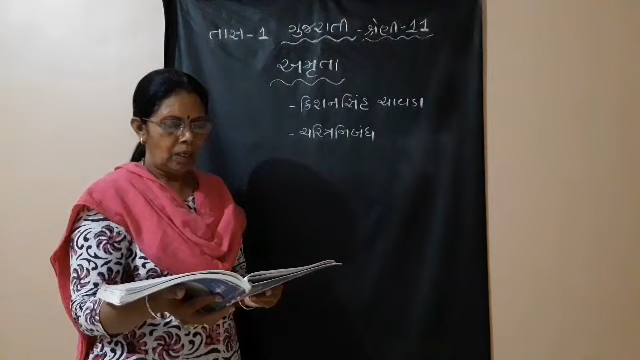 તાસ-1 ગુજરાતી - શ્રેણી-11
અમૃતા
- કિશનસિંહ ચાવડા
- ચરિત્રનિબંધ